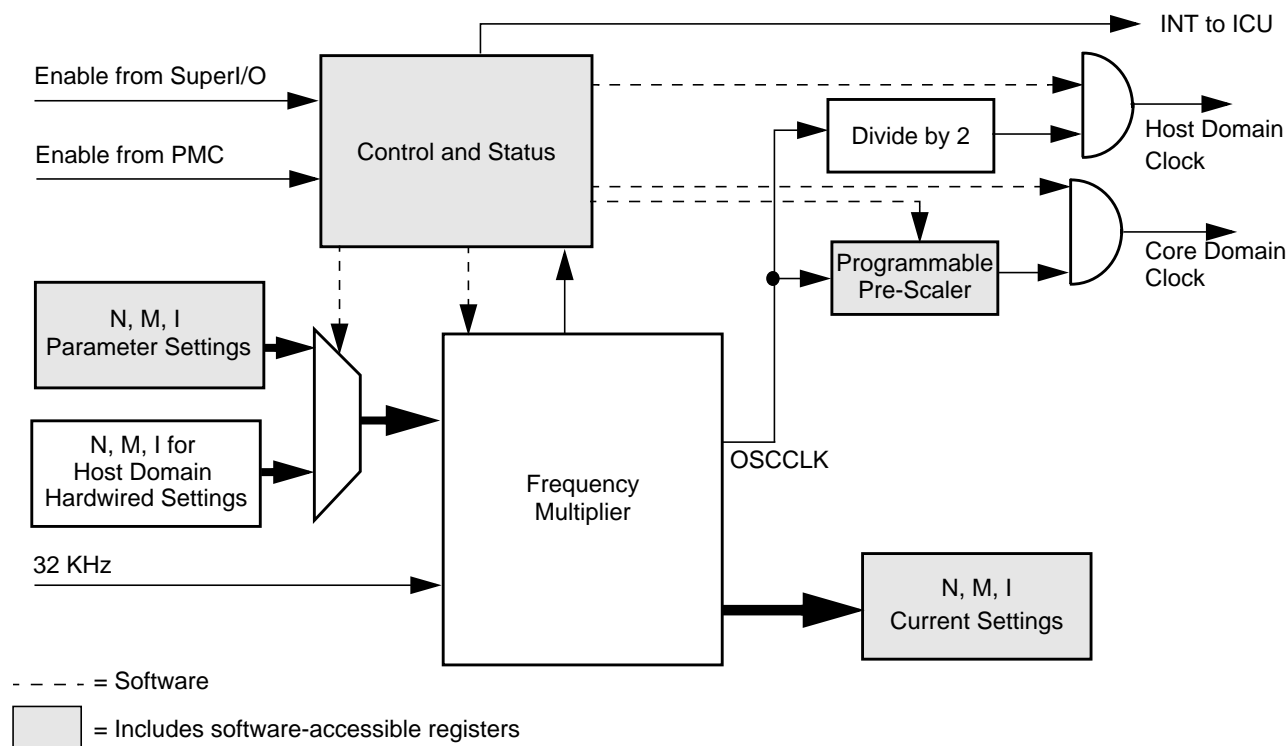 INT to ICU
Enable from SuperI/O
Enable from PMC
Control and Status
Divide by 2
Host Domain
Clock
Programmable
Pre-Scaler
Core Domain
Clock
N, M, I
Parameter Settings
N, M, I for
Host Domain
Hardwired Settings
OSCCLK
Frequency
Multiplier
32 KHz
N, M, I
Current Settings
= Software
= Includes software-accessible registers